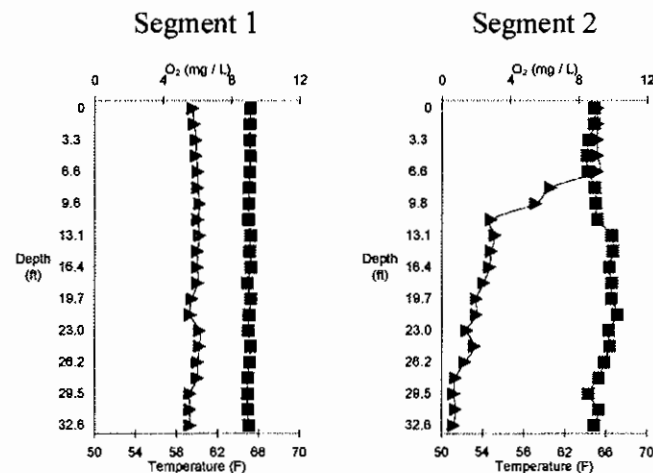 Segment 1
Segment 2
O₂ (mg / L)
O₂ (mg / L)
0 4 8 12
0 4 8 12
0
3.3
6.6
9.8
13.1
16.4
19.7
23.0
26.2
29.5
32.6
Depth
(ft)
50 54 58 62 66 70
Temperature (F)
0
3.3
6.6
9.8
13.1
16.4
19.7
23.0
26.2
29.5
32.6
Depth
(ft)
50 54 58 62 66 70
Temperature (F)